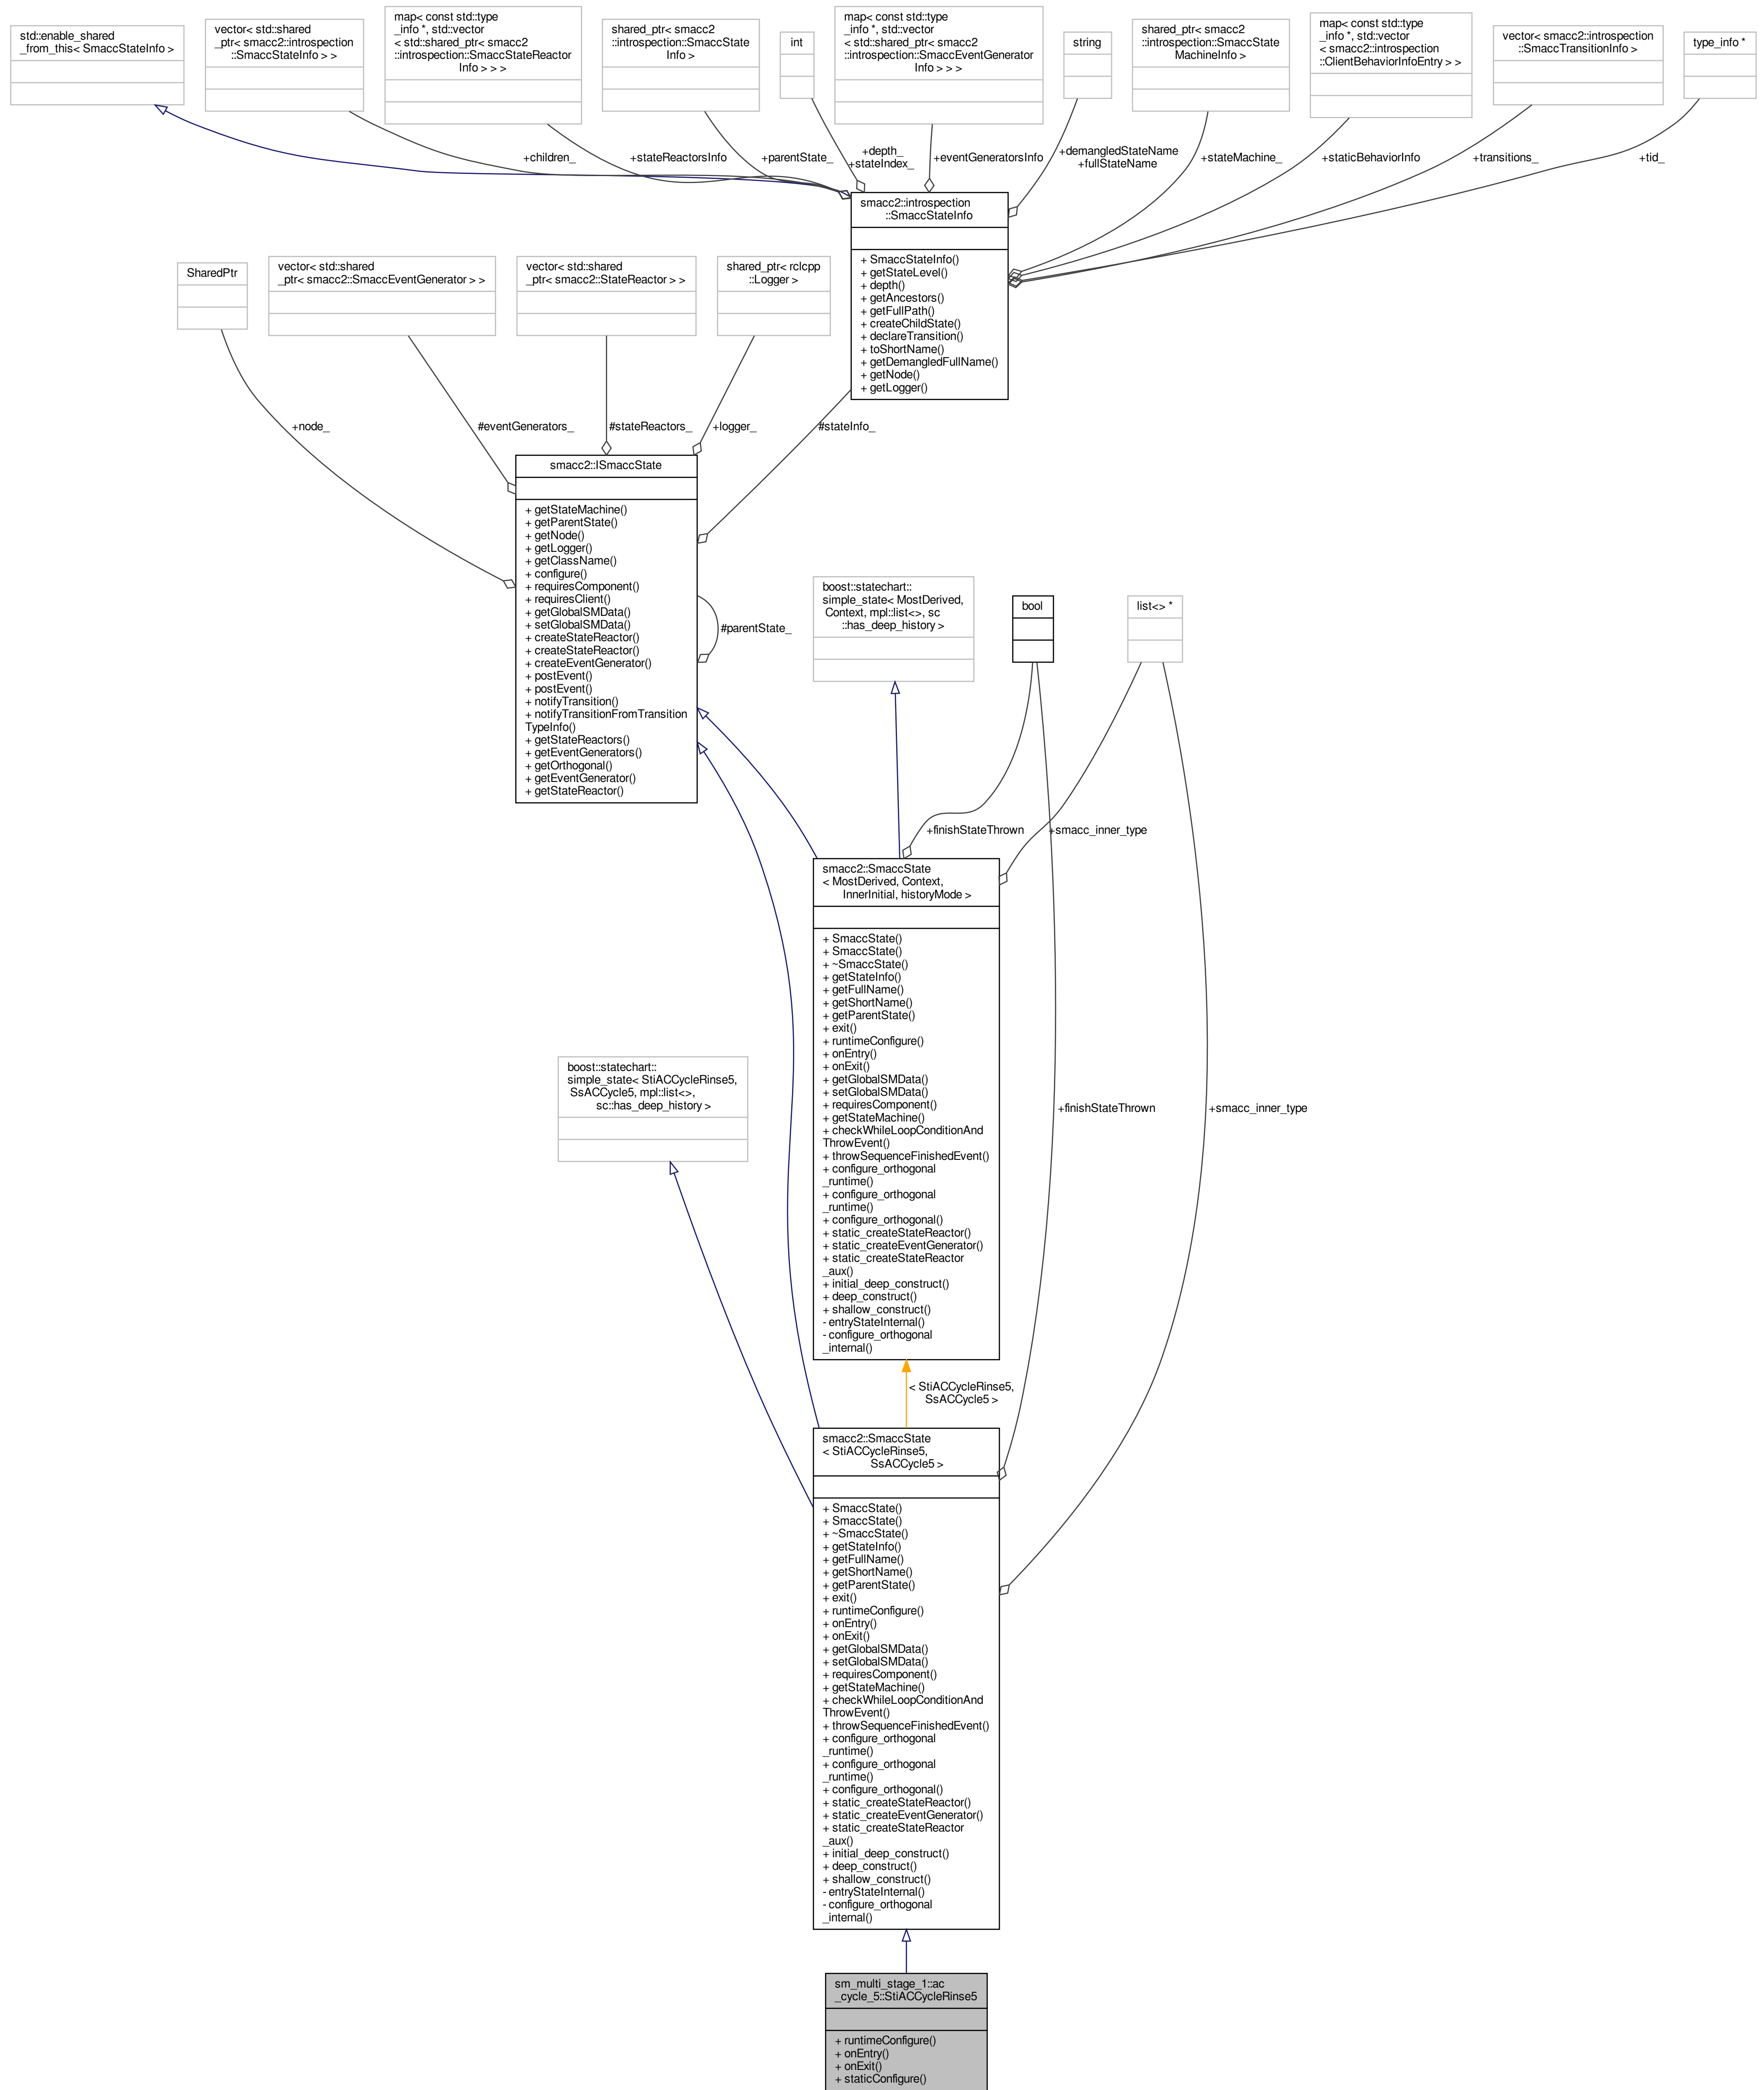 std::enable_shared
_from_this< SmaccStateInfo >
vector< std::shared
_ptr< smacc2::introspection
::SmaccStateInfo > >
map< const std::type
_info *, std::vector
< std::shared_ptr< smacc2
::introspection::SmaccStateReactor
Info > > >
shared_ptr< smacc2
::introspection::SmaccState
Info >
int
map< const std::type
_info *, std::vector
< std::shared_ptr< smacc2
::introspection::SmaccEventGenerator
Info > > >
string
shared_ptr< smacc2
::introspection::SmaccState
MachineInfo >
map< const std::type
_info *, std::vector
< smacc2::introspection
::ClientBehaviorInfoEntry > >
vector< smacc2::introspection
::SmaccTransitionInfo >
type_info *
+children_
+stateReactorsInfo
+parentState_
+depth_
+stateIndex_
+eventGeneratorsInfo
+demangledStateName
+fullStateName
+stateMachine_
+staticBehaviorInfo
+transitions_
+tid_
smacc2::introspection
::SmaccStateInfo
+ SmaccStateInfo()
+ getStateLevel()
+ depth()
+ getAncestors()
+ getFullPath()
+ createChildState()
+ declareTransition()
+ toShortName()
+ getDemangledFullName()
+ getNode()
+ getLogger()
SharedPtr
vector< std::shared
_ptr< smacc2::SmaccEventGenerator > >
vector< std::shared
_ptr< smacc2::StateReactor > >
shared_ptr< rclcpp
::Logger >
+node_
#eventGenerators_
#stateReactors_
+logger_
#stateInfo_
smacc2::ISmaccState
+ getStateMachine()
+ getParentState()
+ getNode()
+ getLogger()
+ getClassName()
+ configure()
+ requiresComponent()
+ requiresClient()
+ getGlobalSMData()
+ setGlobalSMData()
+ createStateReactor()
+ createStateReactor()
+ createEventGenerator()
+ postEvent()
+ postEvent()
+ notifyTransition()
+ notifyTransitionFromTransition
TypeInfo()
+ getStateReactors()
+ getEventGenerators()
+ getOrthogonal()
+ getEventGenerator()
+ getStateReactor()
#parentState_
boost::statechart::
simple_state< MostDerived,
Context, mpl::list<>, sc
::has_deep_history >
bool
list<> *
+finishStateThrown
+smacc_inner_type
smacc2::SmaccState
< MostDerived, Context,
InnerInitial, historyMode >
+ SmaccState()
+ SmaccState()
+ ~SmaccState()
+ getStateInfo()
+ getFullName()
+ getShortName()
+ getParentState()
+ exit()
+ runtimeConfigure()
+ onEntry()
+ onExit()
+ getGlobalSMData()
+ setGlobalSMData()
+ requiresComponent()
+ getStateMachine()
+ checkWhileLoopConditionAnd
ThrowEvent()
+ throwSequenceFinishedEvent()
+ configure_orthogonal
_runtime()
+ configure_orthogonal
_runtime()
+ configure_orthogonal()
+ static_createStateReactor()
+ static_createEventGenerator()
+ static_createStateReactor
_aux()
+ initial_deep_construct()
+ deep_construct()
+ shallow_construct()
- entryStateInternal()
- configure_orthogonal
_internal()
boost::statechart::
simple_state< StiACCycleRinse5,
SsACCycle5, mpl::list<>,
sc::has_deep_history >
+finishStateThrown
+smacc_inner_type
< StiACCycleRinse5,
SsACCycle5 >
smacc2::SmaccState
< StiACCycleRinse5,
SsACCycle5 >
+ SmaccState()
+ SmaccState()
+ ~SmaccState()
+ getStateInfo()
+ getFullName()
+ getShortName()
+ getParentState()
+ exit()
+ runtimeConfigure()
+ onEntry()
+ onExit()
+ getGlobalSMData()
+ setGlobalSMData()
+ requiresComponent()
+ getStateMachine()
+ checkWhileLoopConditionAnd
ThrowEvent()
+ throwSequenceFinishedEvent()
+ configure_orthogonal
_runtime()
+ configure_orthogonal
_runtime()
+ configure_orthogonal()
+ static_createStateReactor()
+ static_createEventGenerator()
+ static_createStateReactor
_aux()
+ initial_deep_construct()
+ deep_construct()
+ shallow_construct()
- entryStateInternal()
- configure_orthogonal
_internal()
sm_multi_stage_1::ac
_cycle_5::StiACCycleRinse5
+ runtimeConfigure()
+ onEntry()
+ onExit()
+ staticConfigure()